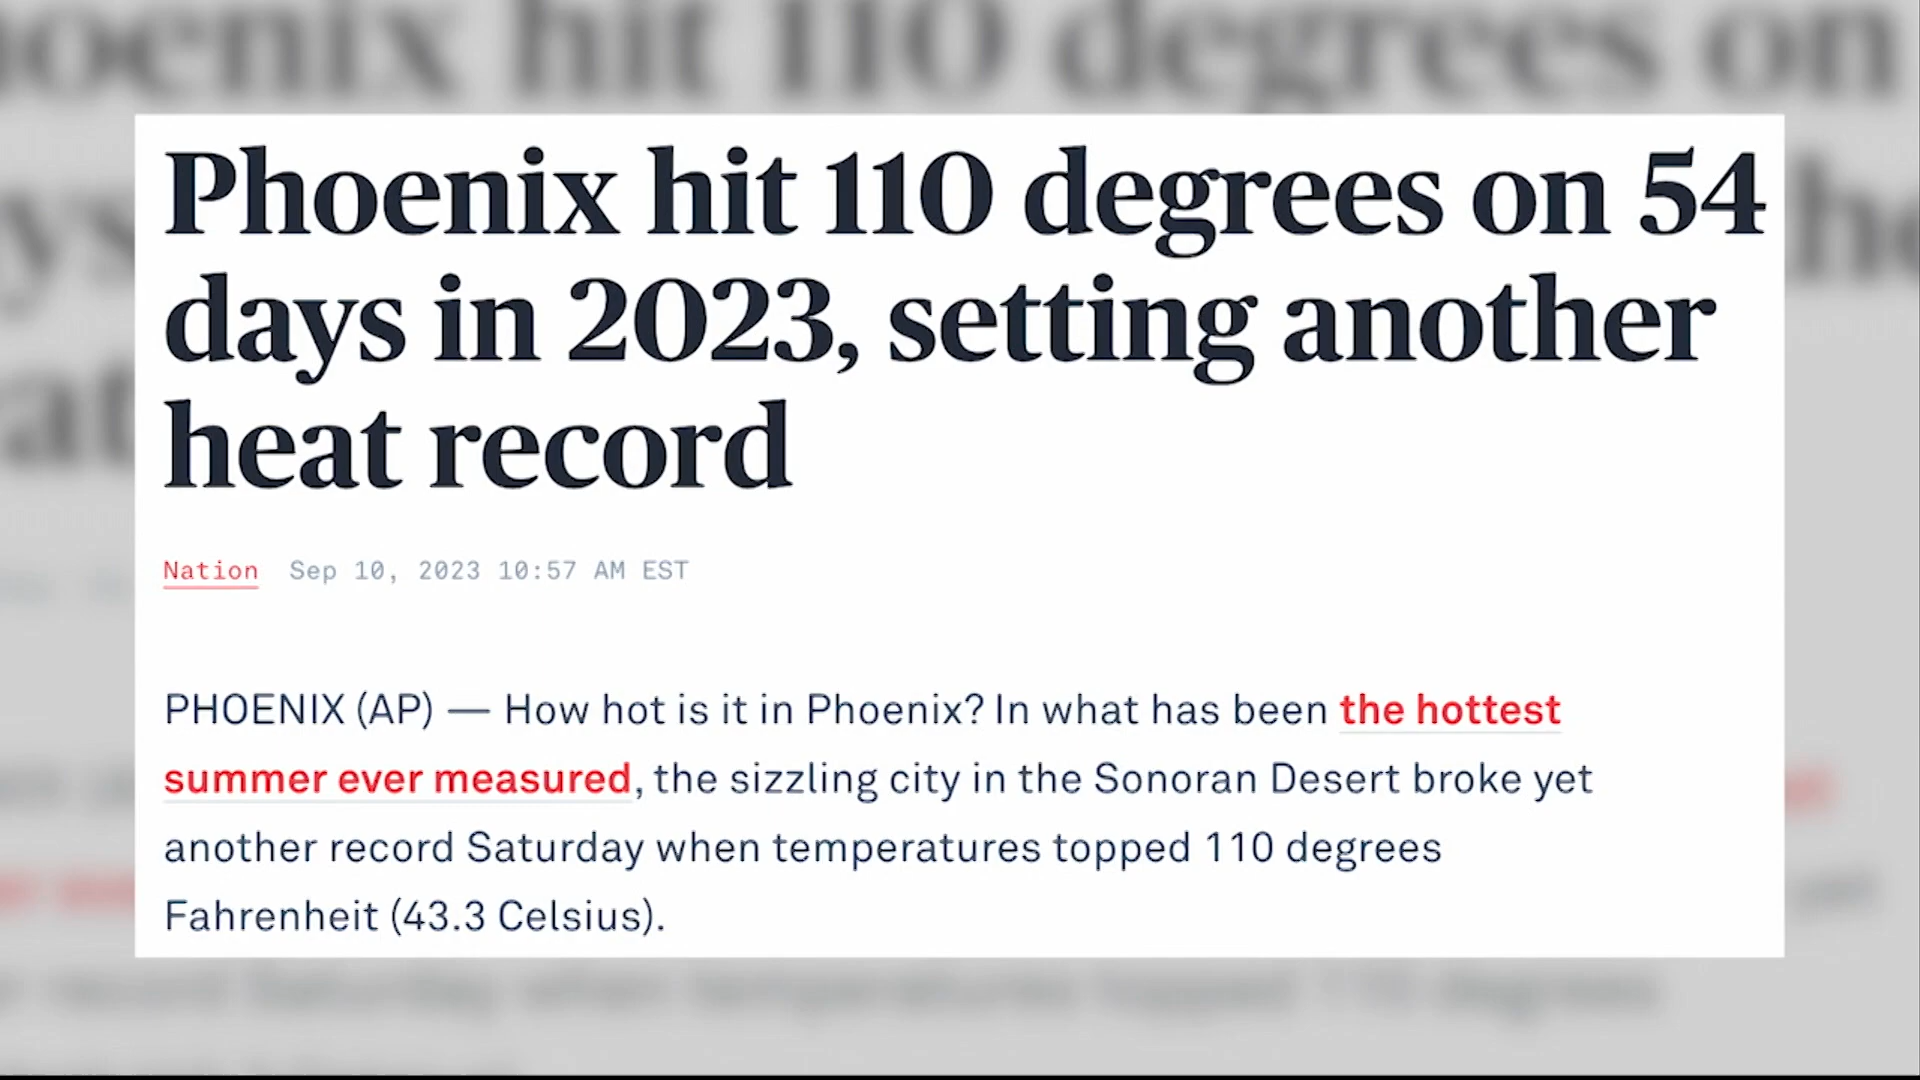 Phoenix hit 110 degrees on 54
days in 2023, setting another
heat record
Nation Sep 10, 2023 10:57 AM EST
PHOENIX (AP) — How hot is it in Phoenix? In what has been the hottest
summer ever measured, the sizzling city in the Sonoran Desert broke yet
another record Saturday when temperatures topped 110 degrees
Fahrenheit (43.3 Celsius).